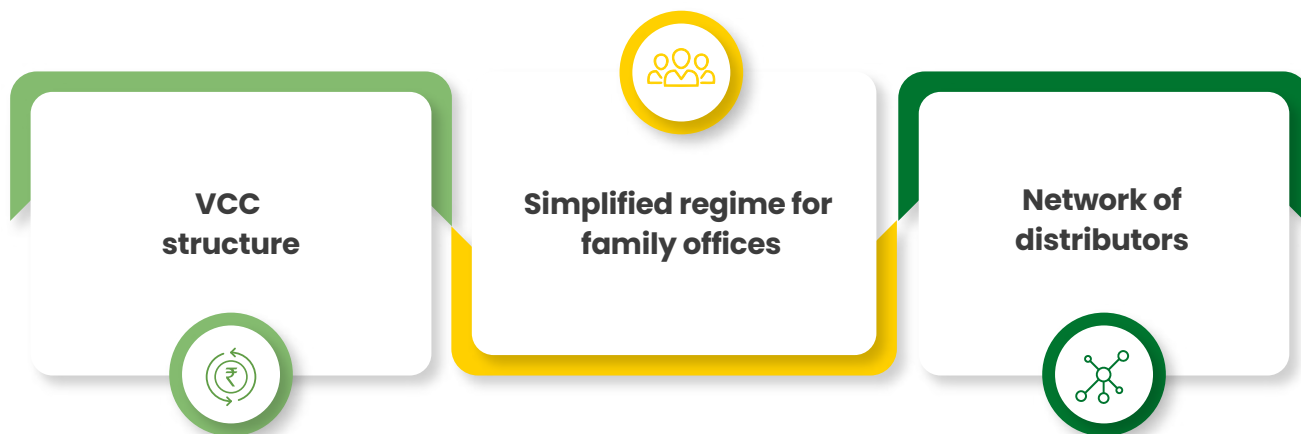 VCC
structure
Simplified regime for
family offices
Network of
distributors
₹